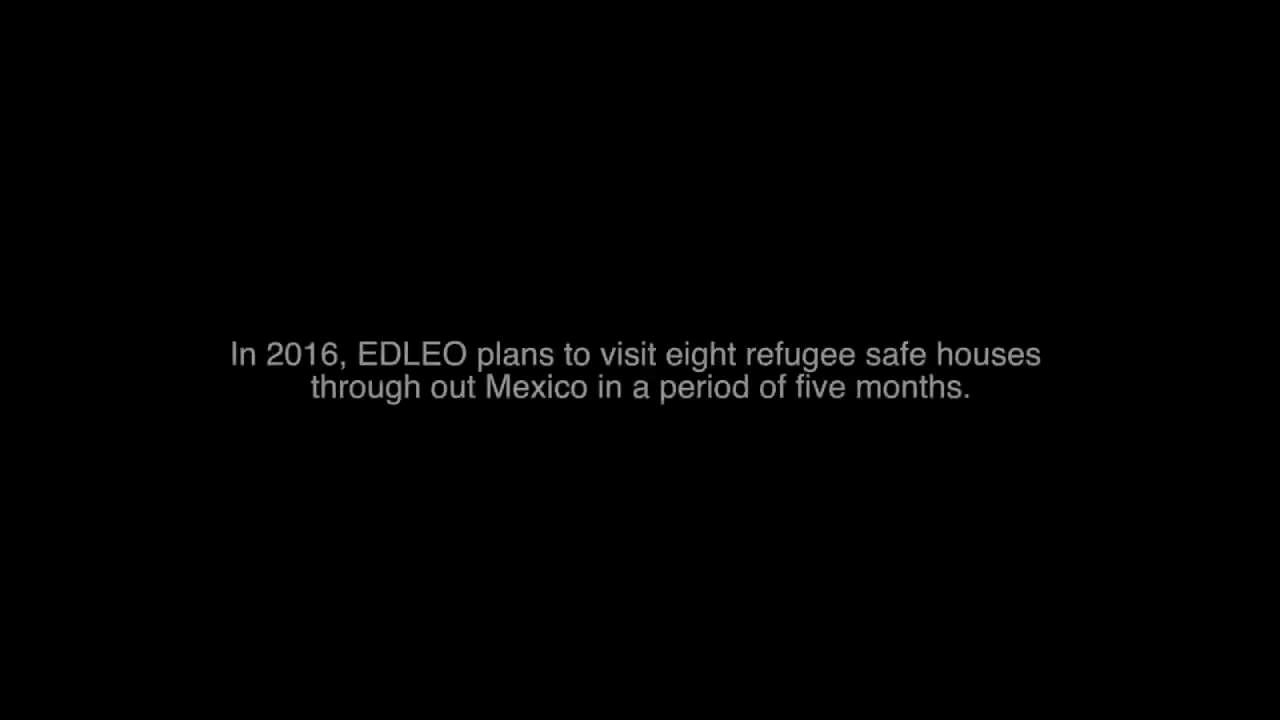 In 2016, EDLEO plans to visit eight refugee safe houses
through out Mexico in a period of five months.